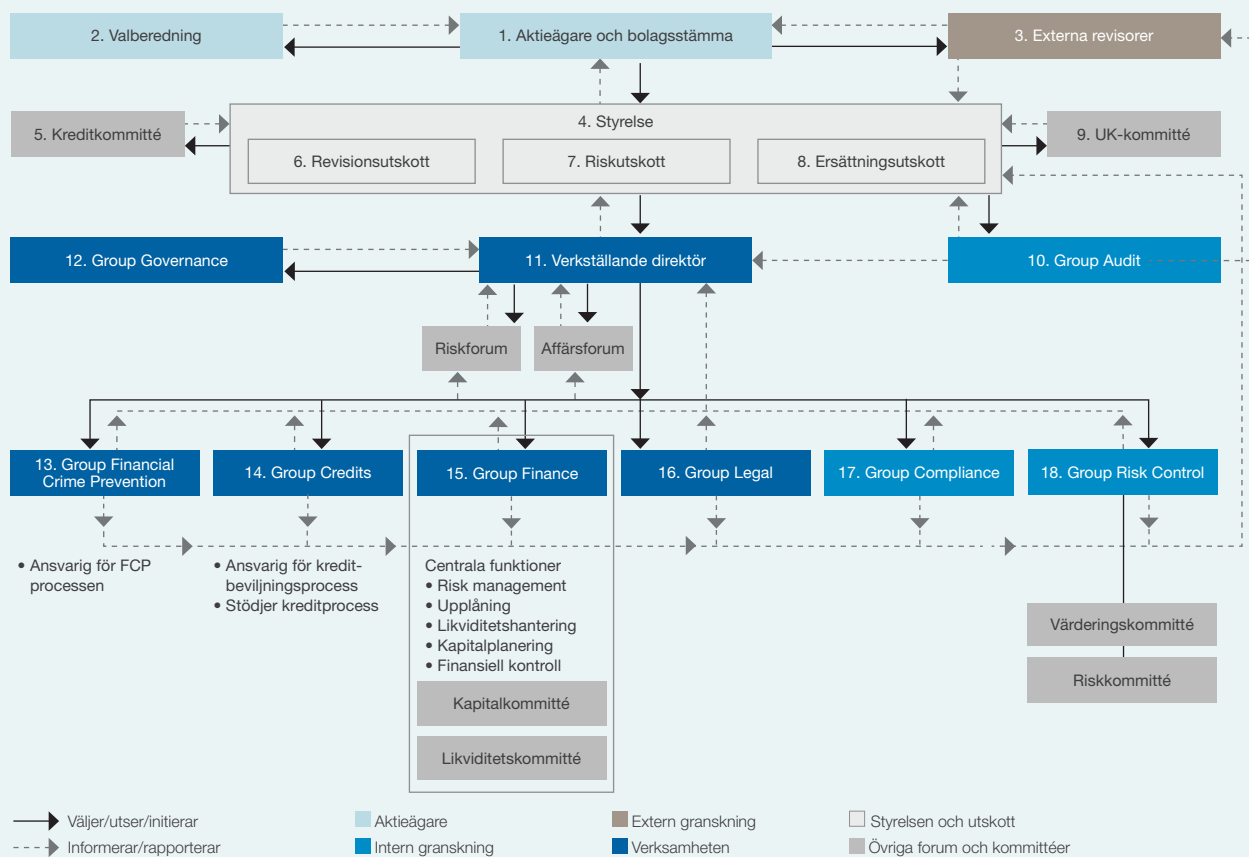 2. Valberedning
1. Aktieägare och bolagsstämma
3. Externa revisorer
5. Kreditkommitté
4. Styrelse
9. UK-kommitté
6. Revisionsutskott
7. Riskutskott
8. Ersättningsutskott
12. Group Governance
11. Verkställande direktör
10. Group Audit
Riskforum
Affärsforum
13. Group Financial
Crime Prevention
14. Group Credits
15. Group Finance
16. Group Legal
17. Group Compliance
18. Group Risk Control
• Ansvarig för FCP
processen
• Ansvarig för kredit-
beviljningsprocess
• Stödjer kreditprocess
Centrala funktioner
• Risk management
• Upplåning
• Likviditetshantering
• Kapitalplanering
• Finansiell kontroll
Kapitalkommitté
Likviditetskommitté
Värderingskommitté
Riskkommitté
Väljer/utser/initierar
Aktieägare
Extern granskning
Styrelsen och utskott
Informerar/rapporterar
Intern granskning
Verksamheten
Övriga forum och kommittéer